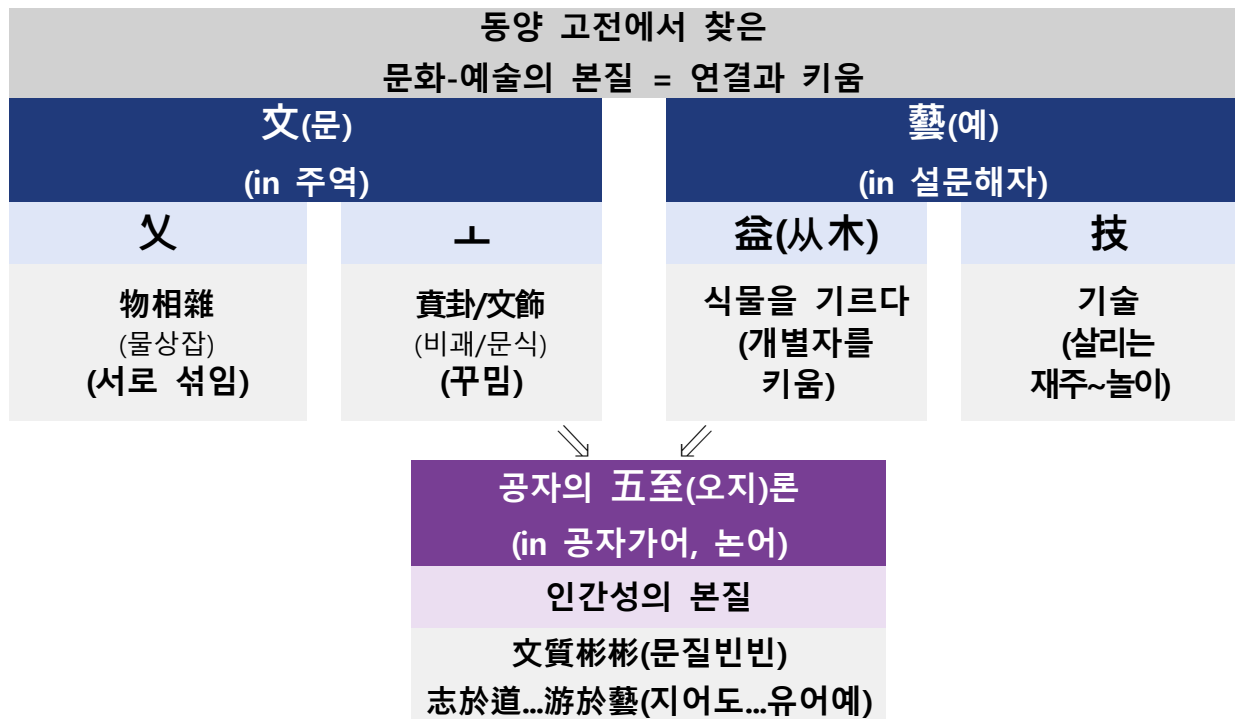 동양 고전에서 찾은
문화-예술의 본질 = 연결과 키움
文(문)
(in 주역)
藝(예)
(in 설문해자)
乂
ㅗ
益(从木)
技
物相雜
(물상잡)
(서로 섞임)
賁卦/文飾
(비괘/문식)
(꾸밈)
식물을 기르다
(개별자를
키움)
기술
(살리는
재주~놀이)
공자의 五至(오지)론
(in 공자가어, 논어)
인간성의 본질
文質彬彬(문질빈빈)
志於道...游於藝(지어도...유어예)